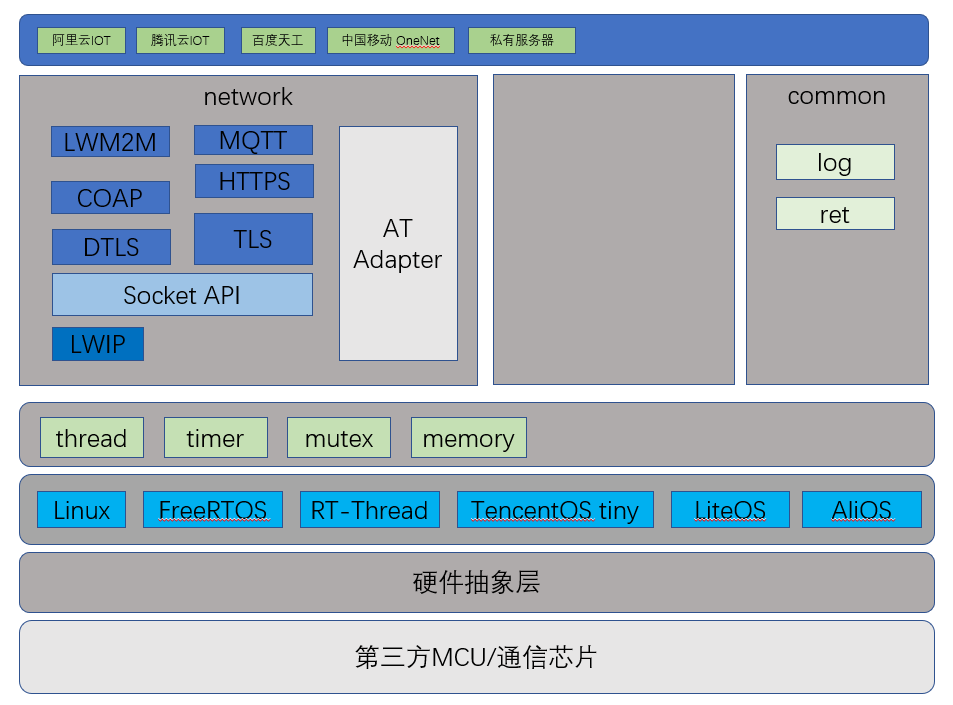 阿里云IOT
腾讯云IOT
百度天工
中国移动 OneNet
私有服务器
network
LWM2M
MQTT
HTTPS
COAP
DTLS
TLS
Socket API
LWIP
AT
Adapter
common
log
ret
thread
timer
mutex
memory
Linux
FreeRTOS
RT-Thread
TencentOS tiny
LiteOS
AliOS
硬件抽象层
第三方MCU/通信芯片